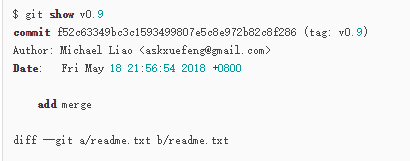 $ git show v0.9
commit f52c63349bc3c1593499807e5c8e972b82c8f286 (tag: v0.9)
Author: Michael Liao <askxuefeng@gmail.com>
Date:   Fri May 18 21:56:54 2018 +0800
add merge
diff --git a/readme.txt b/readme.txt